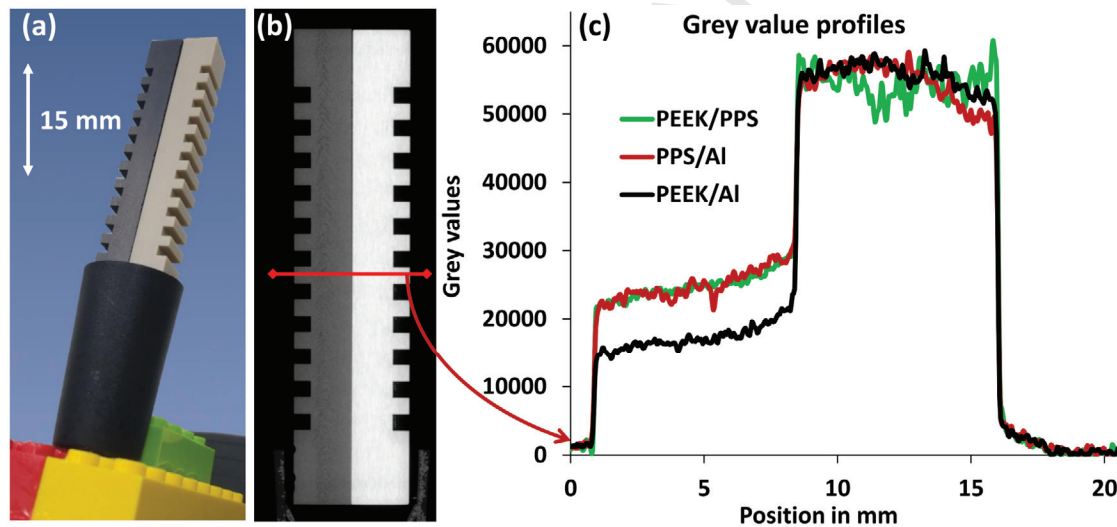 (a)
15 mm
(b)
(c)
Grey value profiles
Grey values
60000
50000
40000
30000
20000
10000
0
PEEK/PPS
PPS/Al
PEEK/Al
0 5 10 15 20
Position in mm